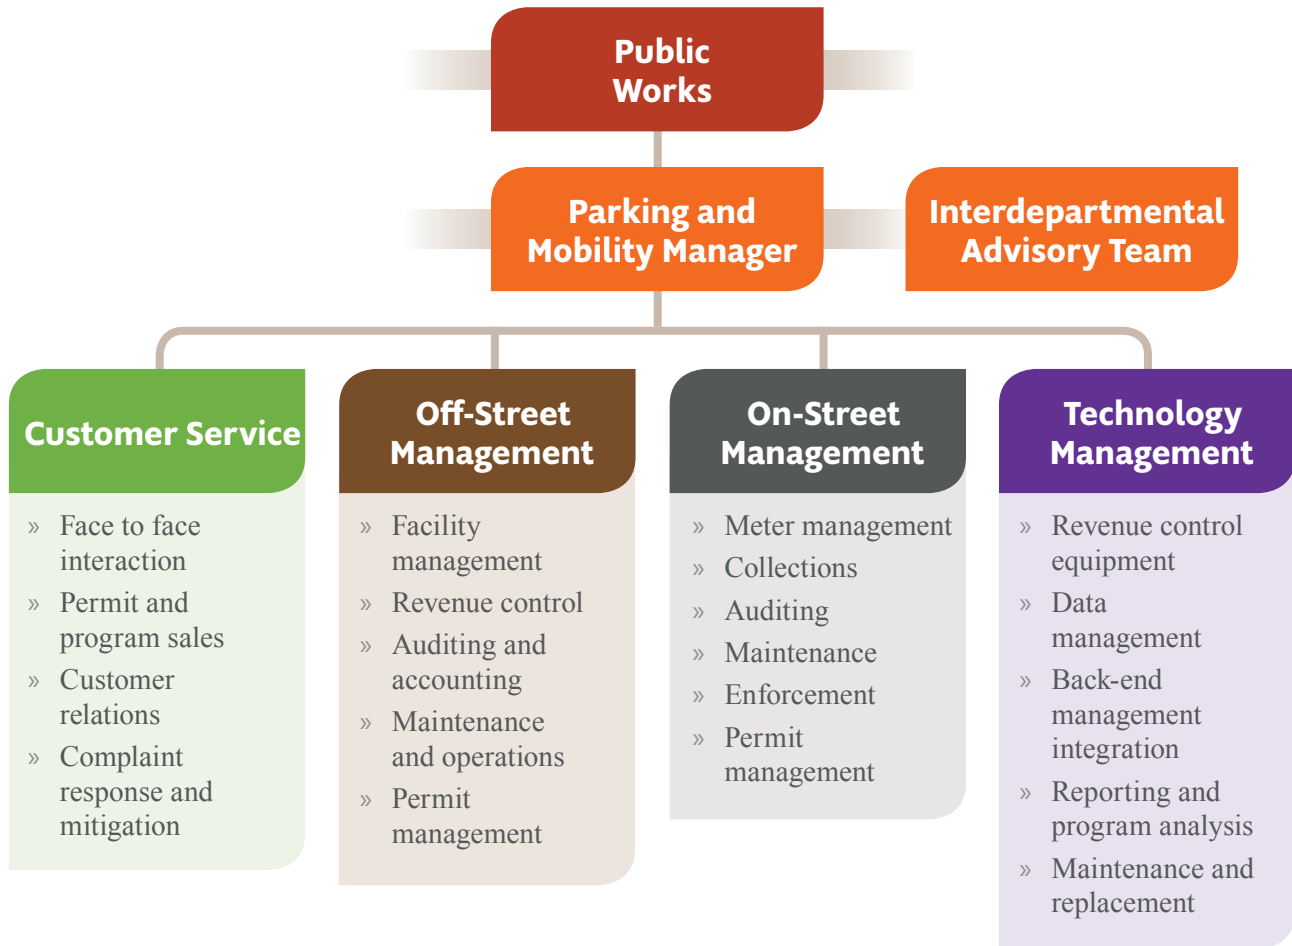 Public
Works
Parking and
Mobility Manager
Interdepartmental
Advisory Team
Customer Service
» Face to face
interaction
» Permit and
program sales
» Customer
relations
» Complaint
response and
mitigation
Off-Street
Management
» Facility
management
» Revenue control
» Auditing and
accounting
» Maintenance
and operations
» Permit
management
On-Street
Management
» Meter management
» Collections
» Auditing
» Maintenance
» Enforcement
» Permit
management
Technology
Management
» Revenue control
equipment
» Data
management
» Back-end
management
integration
» Reporting and
program analysis
» Maintenance and
replacement